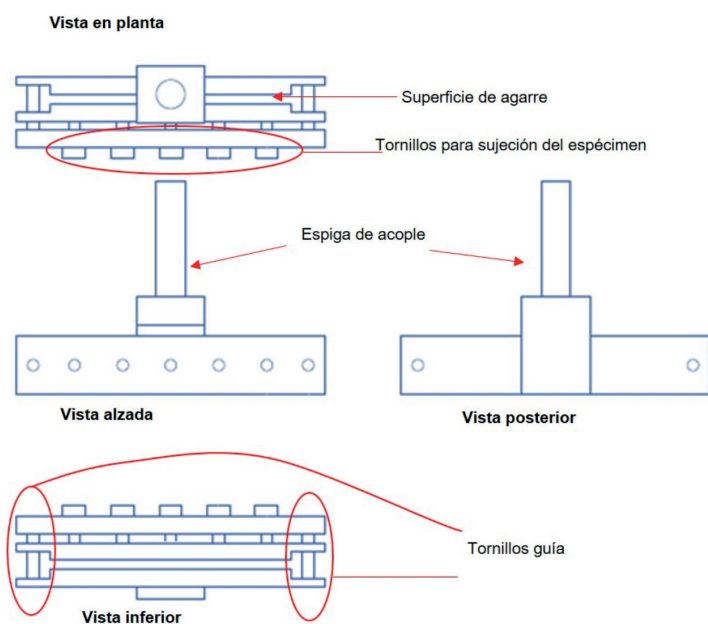 Vista en planta
Superficie de agarre
Tornillos para sujeción del espécimen
Espiga de acople
Vista alzada
Vista posterior
Tornillos guía
Vista inferior